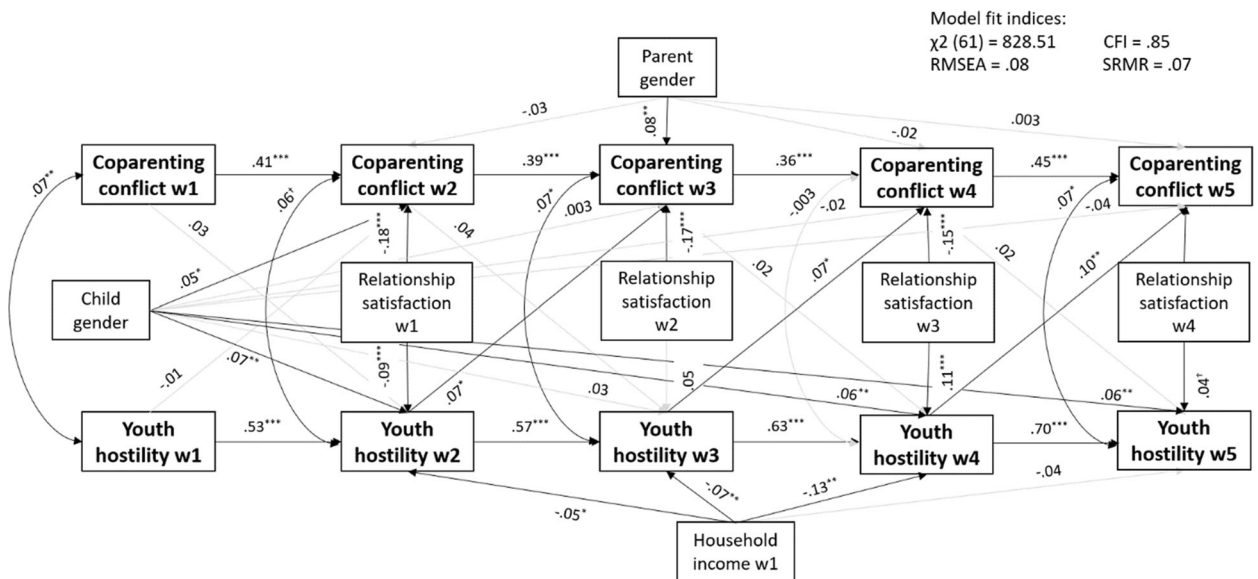 Model fit indices:
χ2 (61) = 828.51 CFI = .85
RMSEA = .08 SRMR = .07
Parent
gender
-.03
.08**
-.02
.003
Coparenting
conflict w1
.41***
Coparenting
conflict w2
.39***
Coparenting
conflict w3
.36***
Coparenting
conflict w4
.45***
Coparenting
conflict w5
.07**
.03
.06†
-.18***
.04
.07*
.003
-.17***
-.003
-.02
-.15***
.02
-.04
.07*
Child
gender
.05*
Relationship
satisfaction
w1
Relationship
satisfaction
w2
.02
.07*
Relationship
satisfaction
w3
.10**
Relationship
satisfaction
w4
-.01
.07**
-.09***
.07*
.03
.05
.06**
.11***
.06**
.04†
Youth
hostility w1
.53***
Youth
hostility w2
.57***
Youth
hostility w3
.63***
Youth
hostility w4
.70***
Youth
hostility w5
-.05*
-.07**
-.13**
-.04
Household
income w1